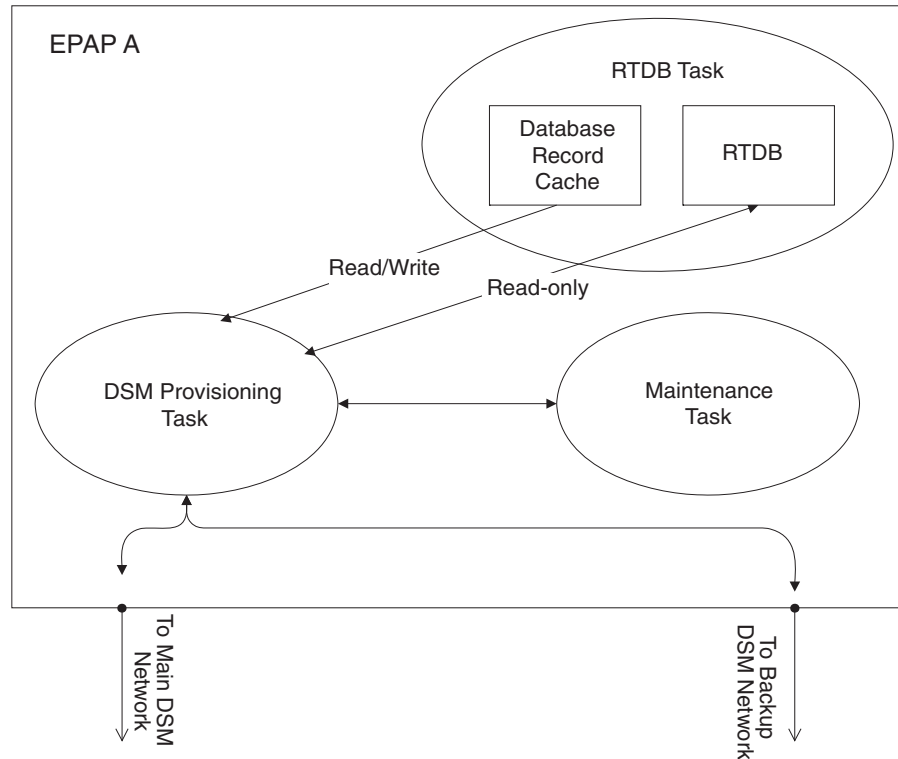 EPAP A
RTDB Task
Database
Record
Cache
RTDB
Read/Write
Read-only
DSM Provisioning
Task
Maintenance
Task
To Main DSM
Network
To Backup
DSM Network